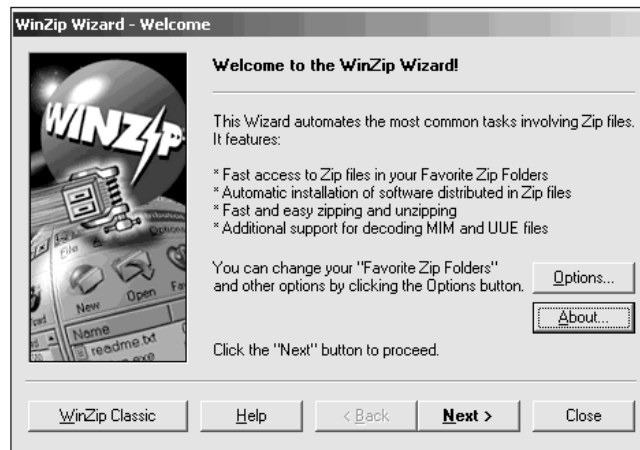 WinZip Wizard - Welcome
WINZIP
File
Options
New
Open
Name
readme.txt
Welcome to the WinZip Wizard!
This Wizard automates the most common tasks involving Zip files.
It features:
* Fast access to Zip files in your Favorite Zip Folders
* Automatic installation of software distributed in Zip files
* Fast and easy zipping and unzipping
* Additional support for decoding MIM and UUE files
You can change your "Favorite Zip Folders"
and other options by clicking the Options button.
Options...
About...
Click the "Next" button to proceed.
WinZip Classic
Help
< Back
Next >
Close